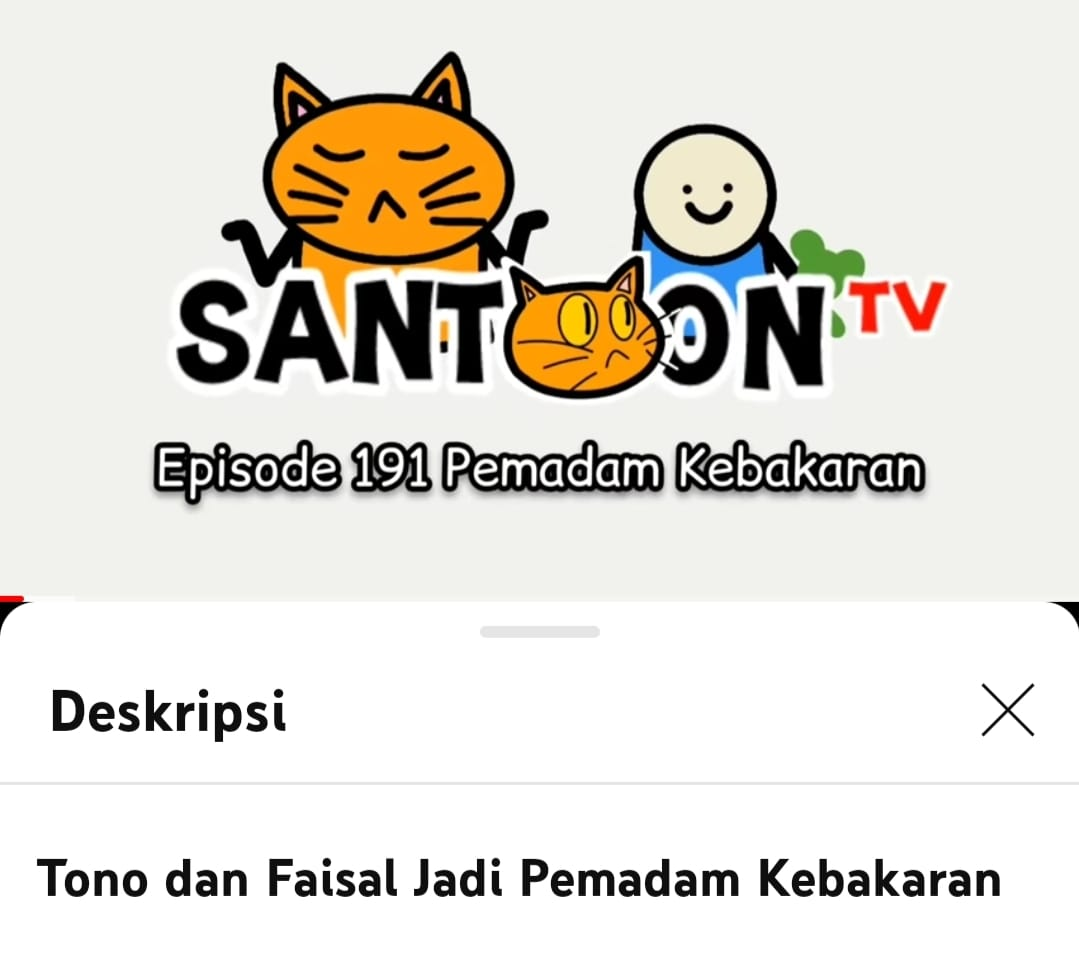 SANTOON TV
Episode 191 Pemadam Kebakaran
Deskripsi
Tono dan Faisal Jadi Pemadam Kebakaran